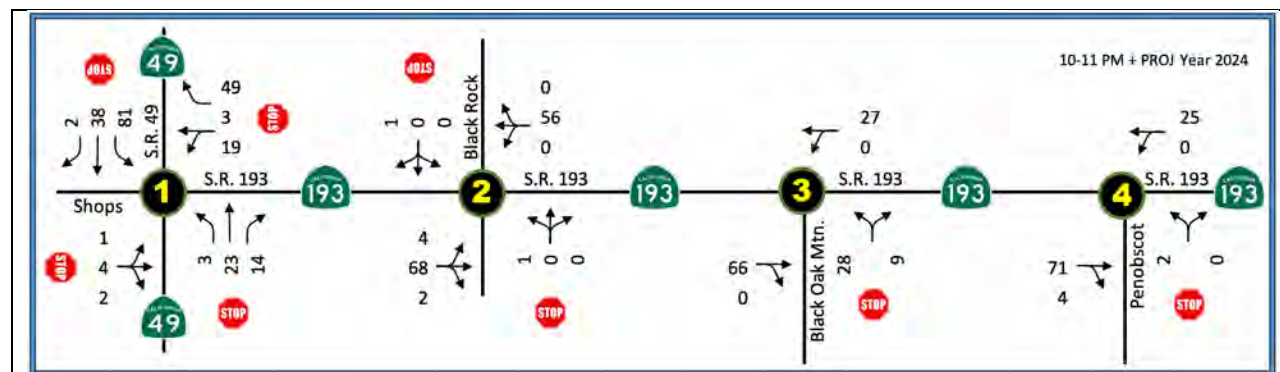 10-11 PM + PROJ Year 2024
STOP
CALIFORNIA
49
2
38
81
S.R. 49
49
3
19
STOP
1
S.R. 193
193
Shops
STOP
1
4
2
3
23
14
STOP
49
STOP
1
0
0
Black Rock
0
56
0
2
S.R. 193
193
4
68
2
1
0
0
STOP
27
0
3
S.R. 193
193
66
0
Black Oak Mtn.
28
9
STOP
25
0
4
S.R. 193
193
71
4
Penobscot
2
0
STOP